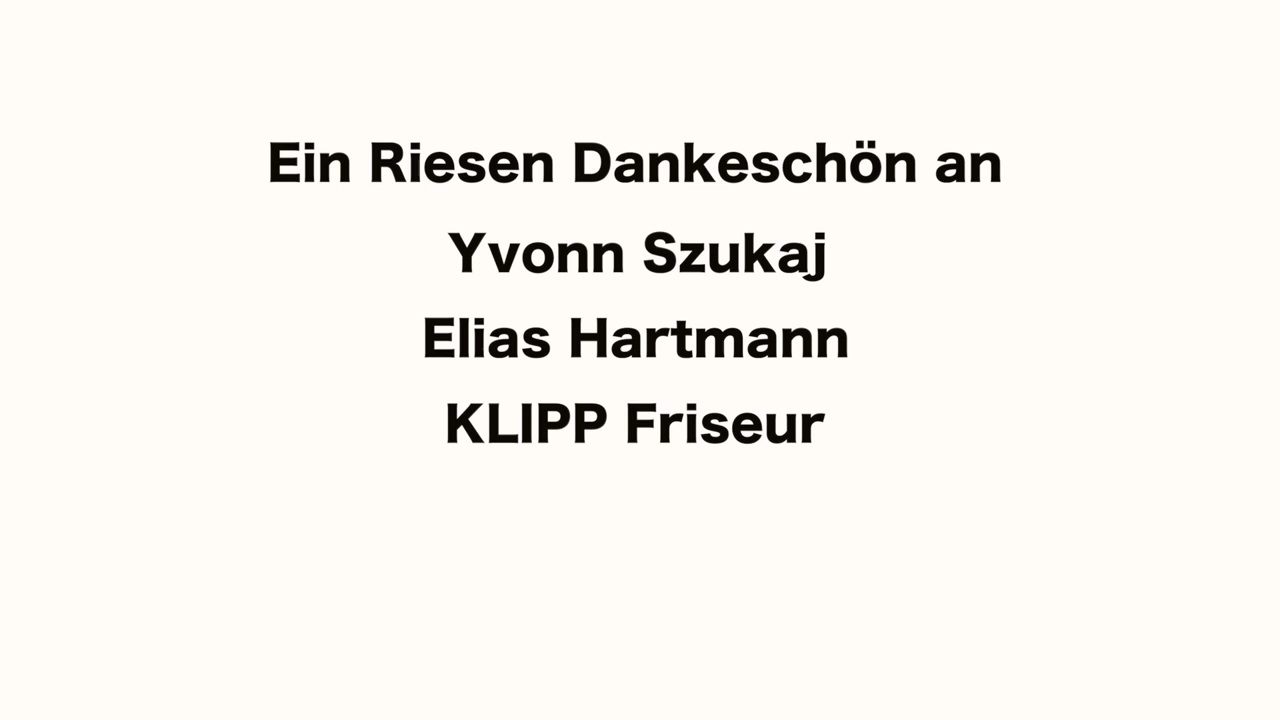 Ein Riesen Dankeschön an
Yvonn Szukaj
Elias Hartmann
KLIPP Friseur